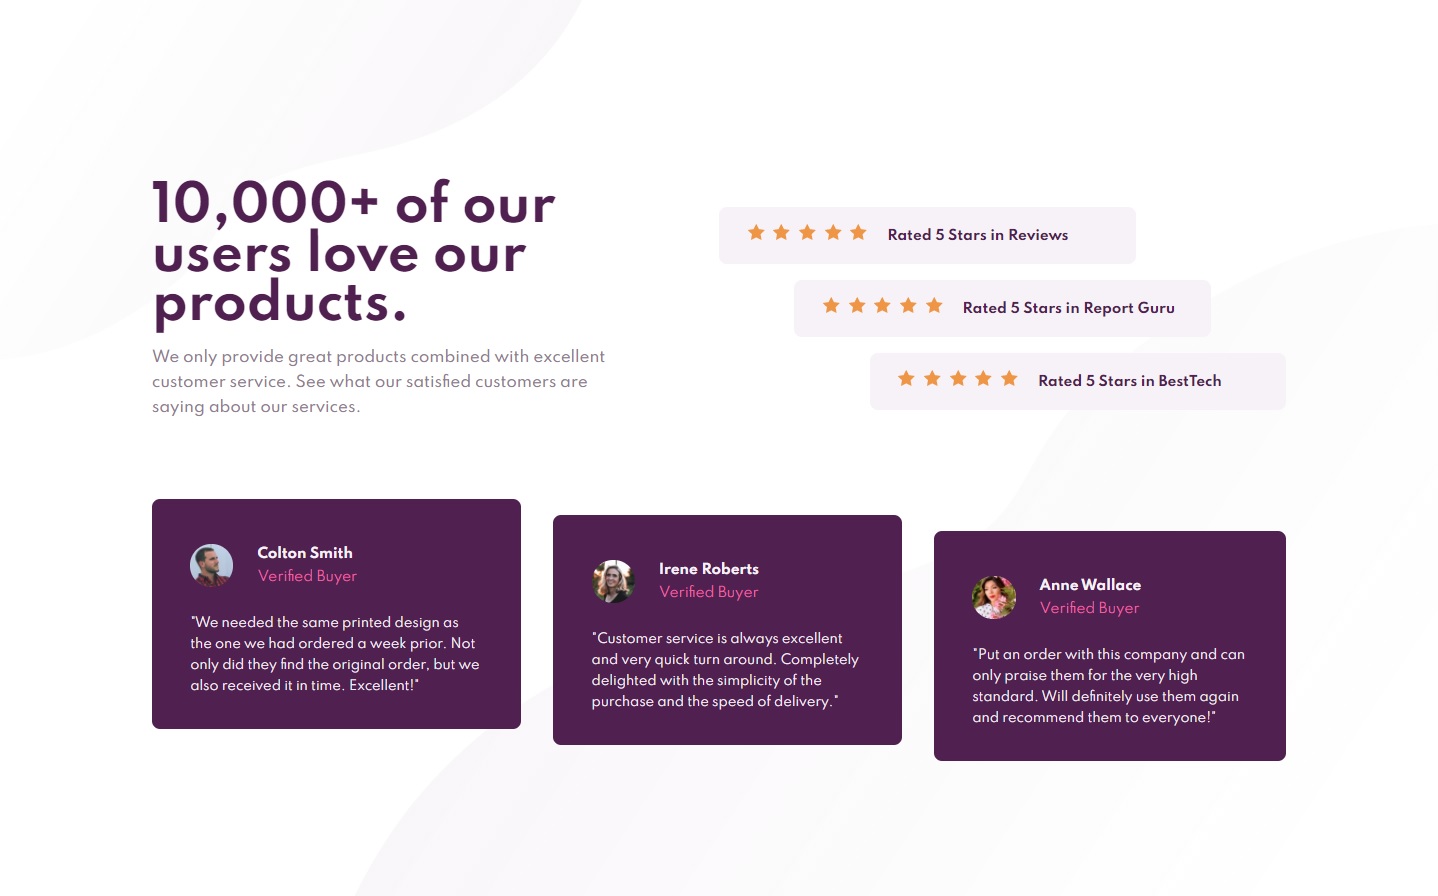 10,000+ of our
users love our
products.
We only provide great products combined with excellent
customer service. See what our satisfied customers are
saying about our services.
Rated 5 Stars in Reviews
Rated 5 Stars in Report Guru
Rated 5 Stars in BestTech
Colton Smith
Verified Buyer
"We needed the same printed design as
the one we had ordered a week prior. Not
only did they find the original order, but we
also received it in time. Excellent!"
Irene Roberts
Verified Buyer
"Customer service is always excellent
and very quick turn around. Completely
delighted with the simplicity of the
purchase and the speed of delivery."
Anne Wallace
Verified Buyer
"Put an order with this company and can
only praise them for the very high
standard. Will definitely use them again
and recommend them to everyone!"